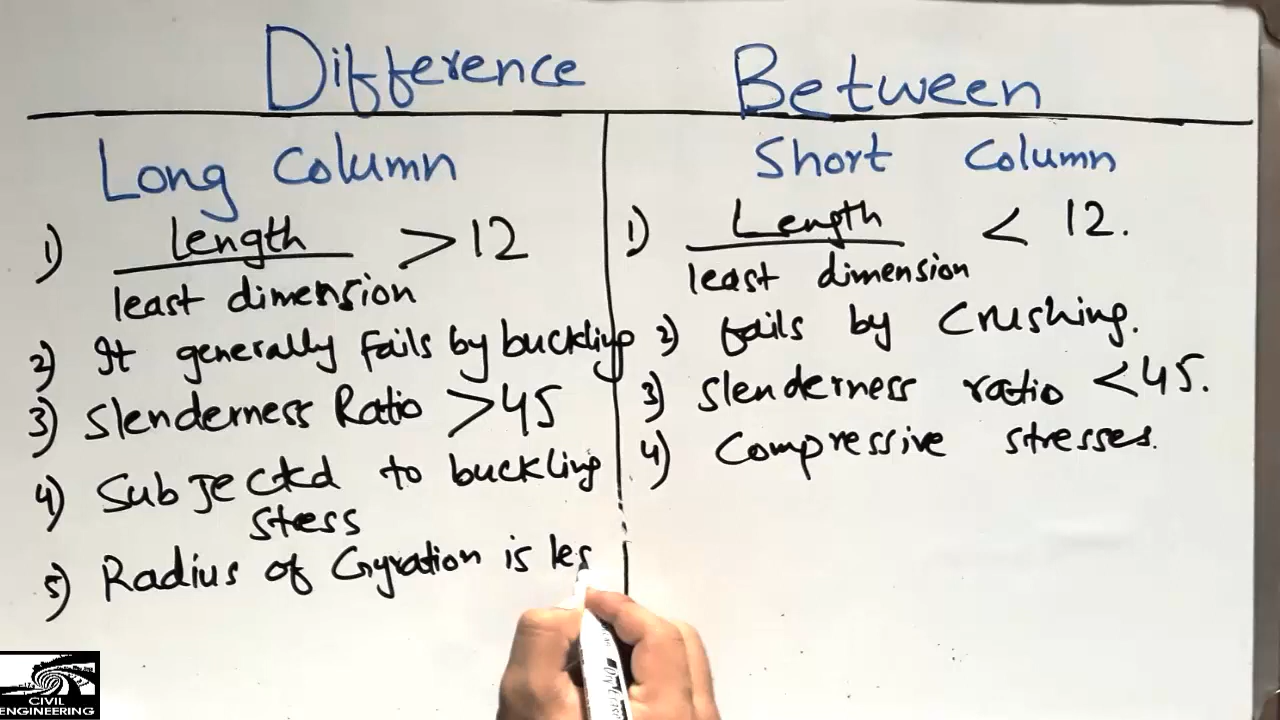 Difference Between
Long Column
1) length > 12
least dimension
2) It generally fails by buckling
3) Slenderness Ratio > 45
4) Subjectd to buckling
stress
5) Radius of Gyration is les
Short Column
1) Length < 12.
least dimension
2) fails by Crushing.
3) Slenderness ratio < 45.
4) Compressive stresses.
CIVIL
ENGINEERING